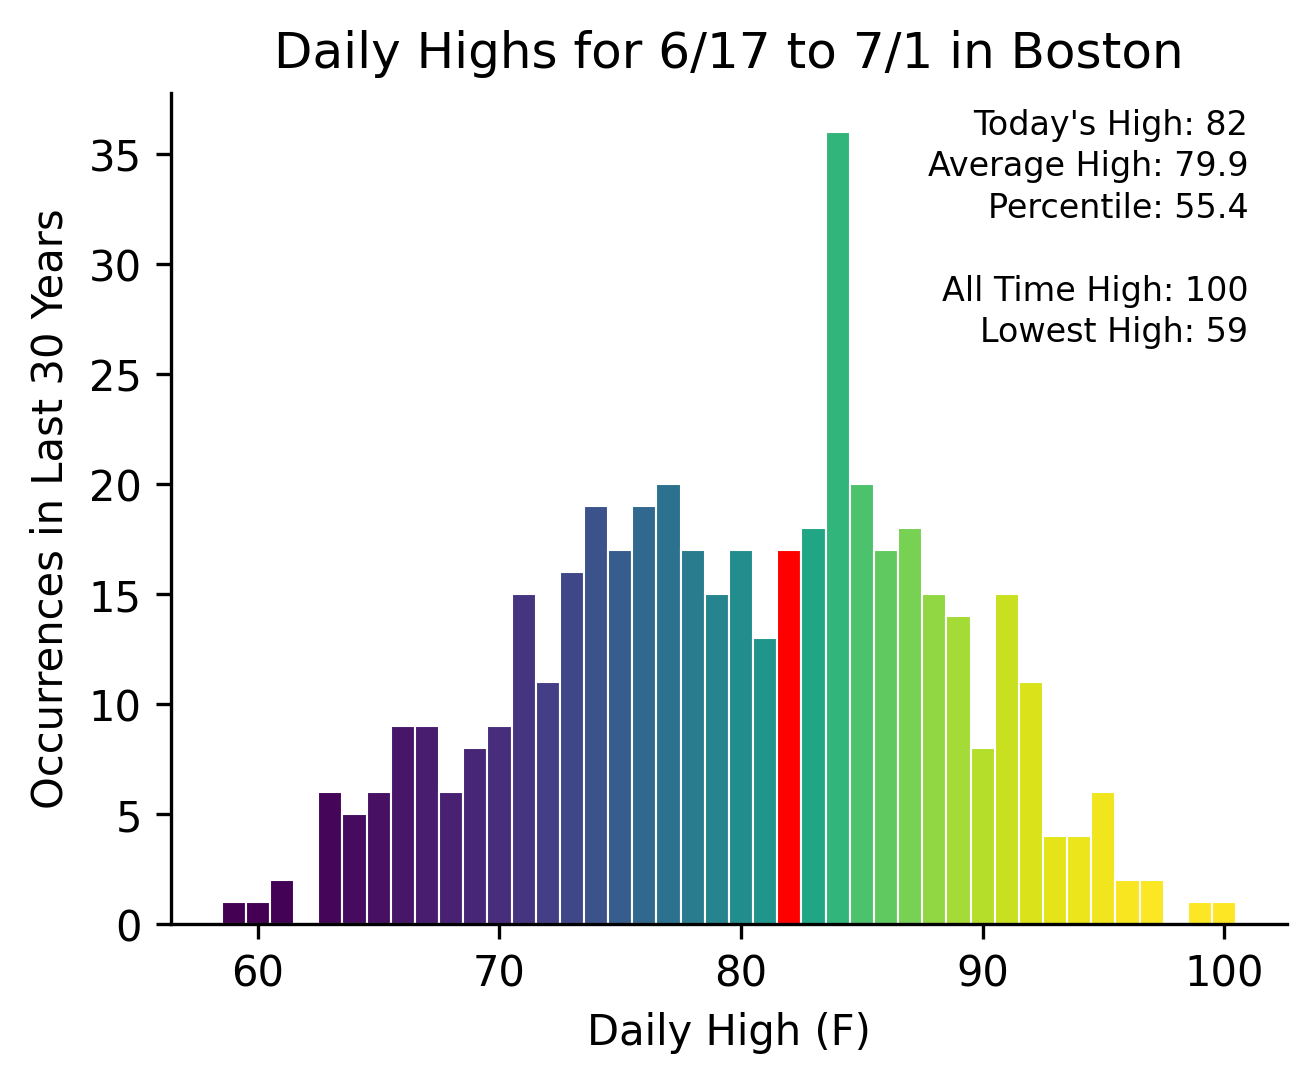 Daily Highs for 6/17 to 7/1 in Boston
Today's High: 82
Average High: 79.9
Percentile: 55.4
All Time High: 100
Lowest High: 59
Occurrences in Last 30 Years
35
30
25
20
15
10
5
0
60 70 80 90 100
Daily High (F)